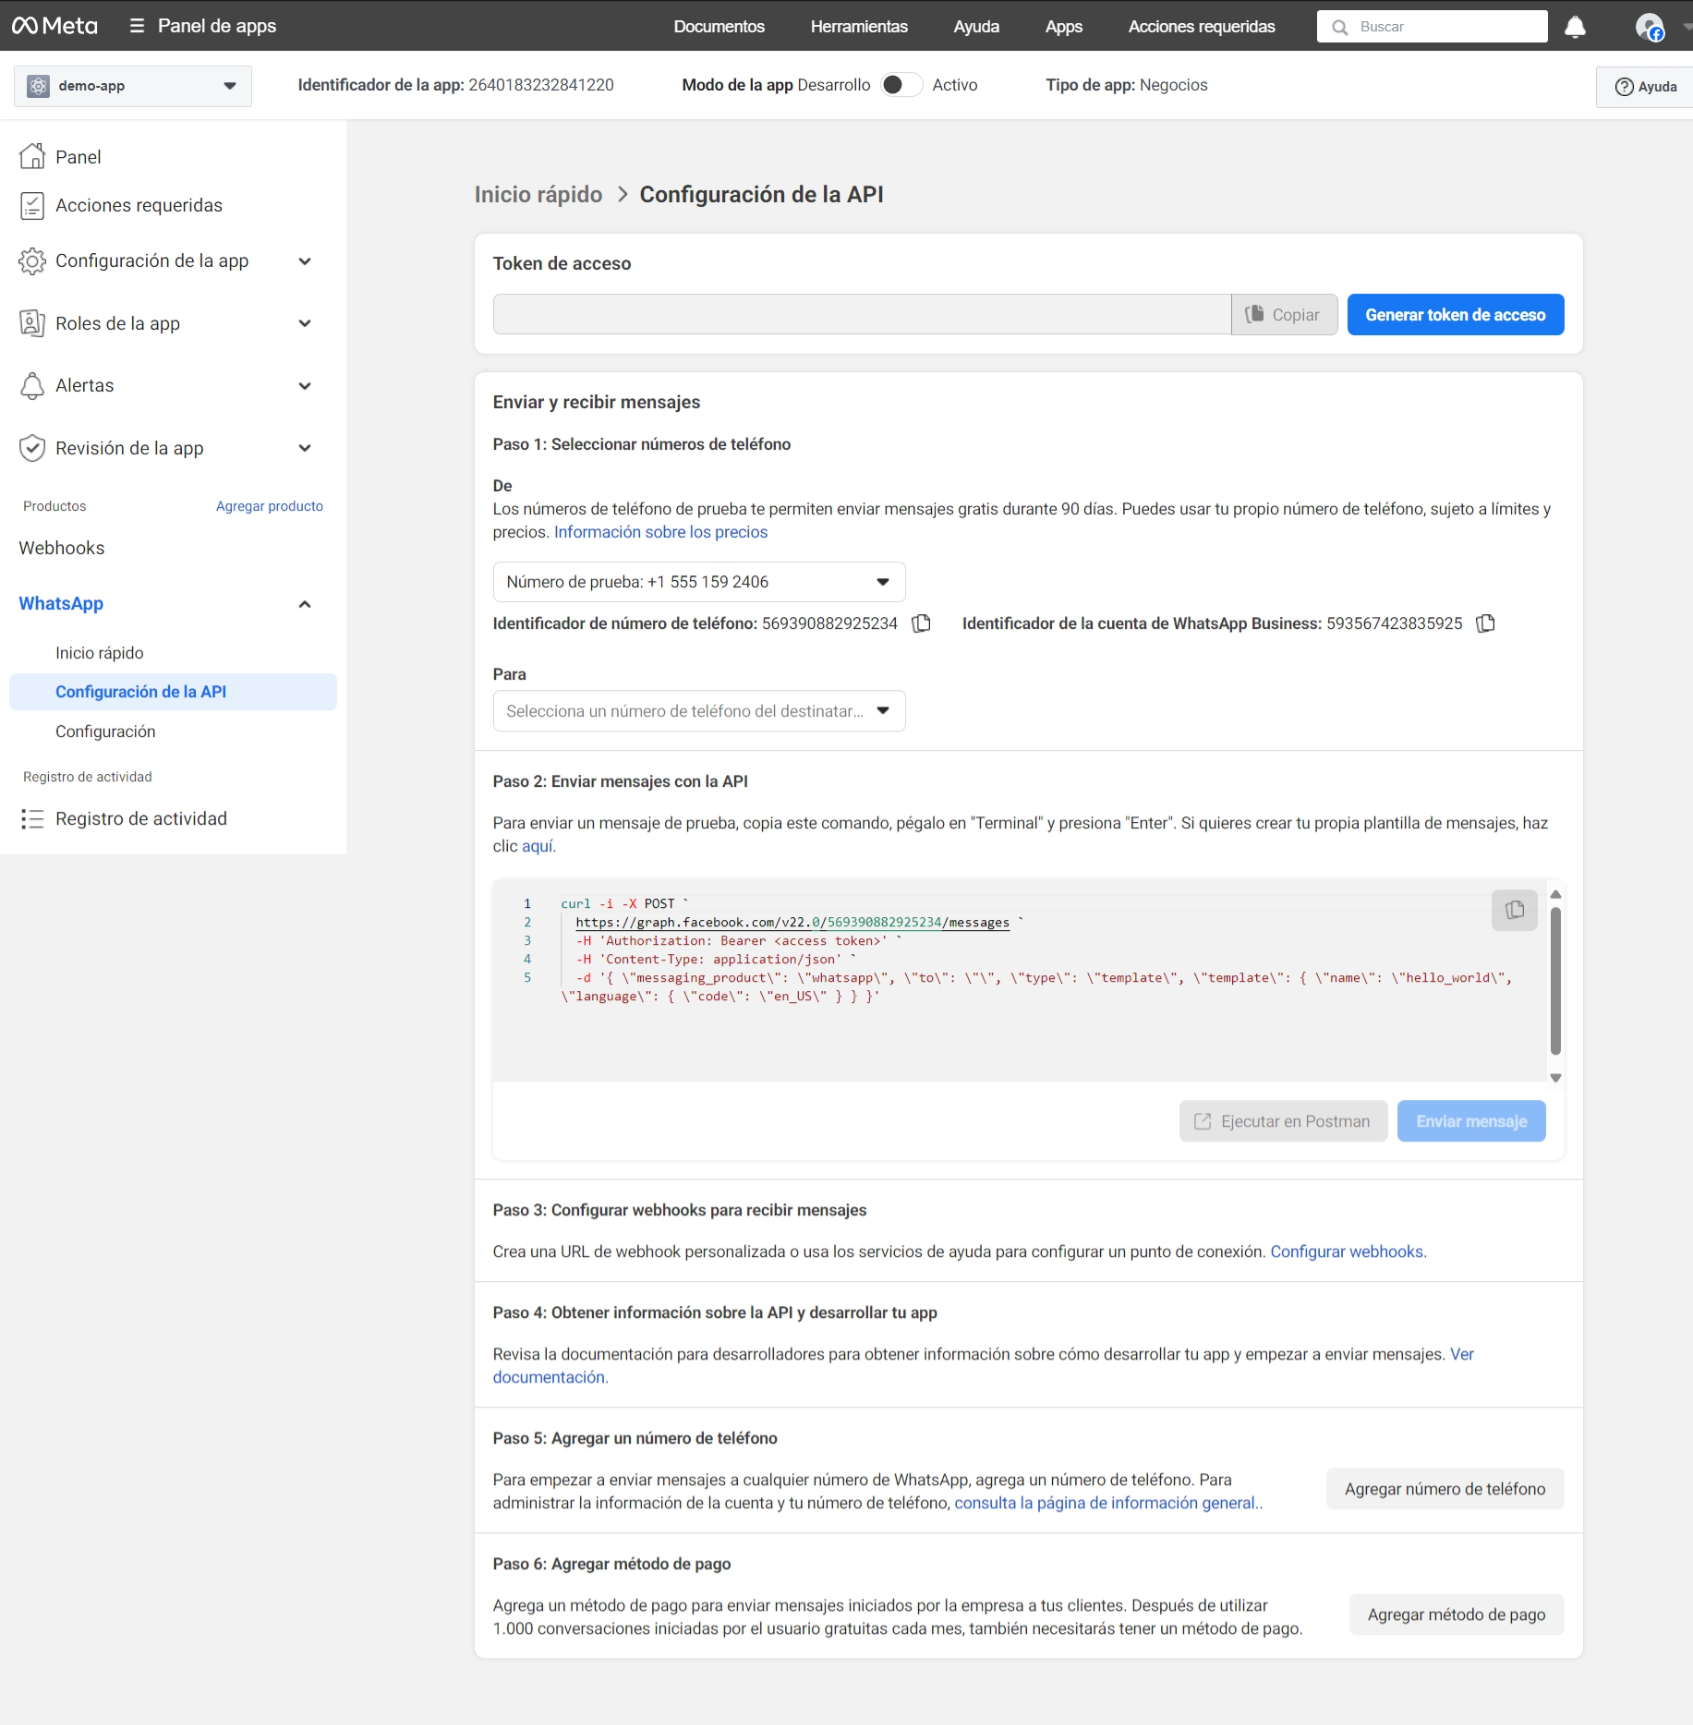 Meta
Panel de apps
Documentos
Herramientas
Ayuda
Apps
Acciones requeridas
Buscar
demo-app
Identificador de la app: 2640183232841220
Modo de la app Desarrollo
Activo
Tipo de app: Negocios
Ayuda
Panel
Acciones requeridas
Configuración de la app
Roles de la app
Alertas
Revisión de la app
Productos
Agregar producto
Webhooks
WhatsApp
Inicio rápido
Configuración de la API
Configuración
Registro de actividad
Registro de actividad
Inicio rápido > Configuración de la API
Token de acceso
Copiar
Generar token de acceso
Enviar y recibir mensajes
Paso 1: Seleccionar números de teléfono
De
Los números de teléfono de prueba te permiten enviar mensajes gratis durante 90 días. Puedes usar tu propio número de teléfono, sujeto a límites y
precios. Información sobre los precios
Número de prueba: +1 555 159 2406
Identificador de número de teléfono: 569390882925234
Identificador de la cuenta de WhatsApp Business: 593567423835925
Para
Selecciona un número de teléfono del destinatar...
Paso 2: Enviar mensajes con la API
Para enviar un mensaje de prueba, copia este comando, pégalo en "Terminal" y presiona "Enter". Si quieres crear tu propia plantilla de mensajes, haz
clic aquí.
1 curl -i -X POST `
2 https://graph.facebook.com/v22.0/569390882925234/messages `
3 -H 'Authorization: Bearer <access token>' `
4 -H 'Content-Type: application/json' `
5 -d '{ \"messaging_product\": \"whatsapp\", \"to\": \"\", \"type\": \"template\", \"template\": { \"name\": \"hello_world\",
\"language\": { \"code\": \"en_US\" } } }'
Ejecutar en Postman
Enviar mensaje
Paso 3: Configurar webhooks para recibir mensajes
Crea una URL de webhook personalizada o usa los servicios de ayuda para configurar un punto de conexión. Configurar webhooks.
Paso 4: Obtener información sobre la API y desarrollar tu app
Revisa la documentación para desarrolladores para obtener información sobre cómo desarrollar tu app y empezar a enviar mensajes. Ver
documentación.
Paso 5: Agregar un número de teléfono
Para empezar a enviar mensajes a cualquier número de WhatsApp, agrega un número de teléfono. Para
administrar la información de la cuenta y tu número de teléfono, consulta la página de información general..
Agregar número de teléfono
Paso 6: Agregar método de pago
Agrega un método de pago para enviar mensajes iniciados por la empresa a tus clientes. Después de utilizar
1.000 conversaciones iniciadas por el usuario gratuitas cada mes, también necesitarás tener un método de pago.
Agregar método de pago